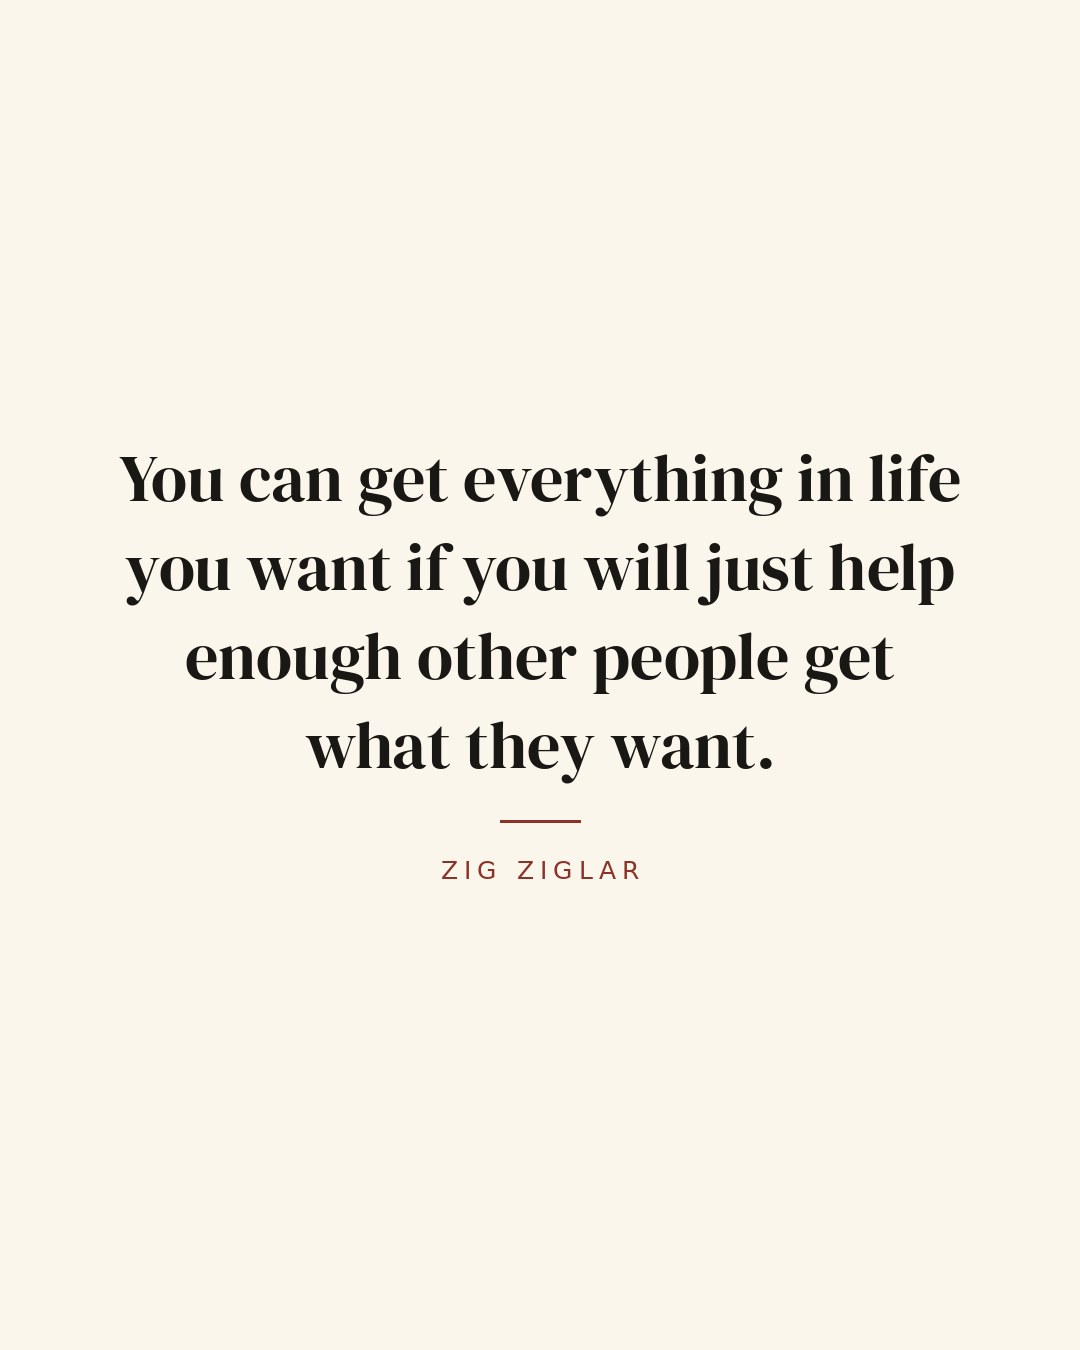 You can get everything in life
you want if you will just help
enough other people get
what they want.
ZIG ZIGLAR